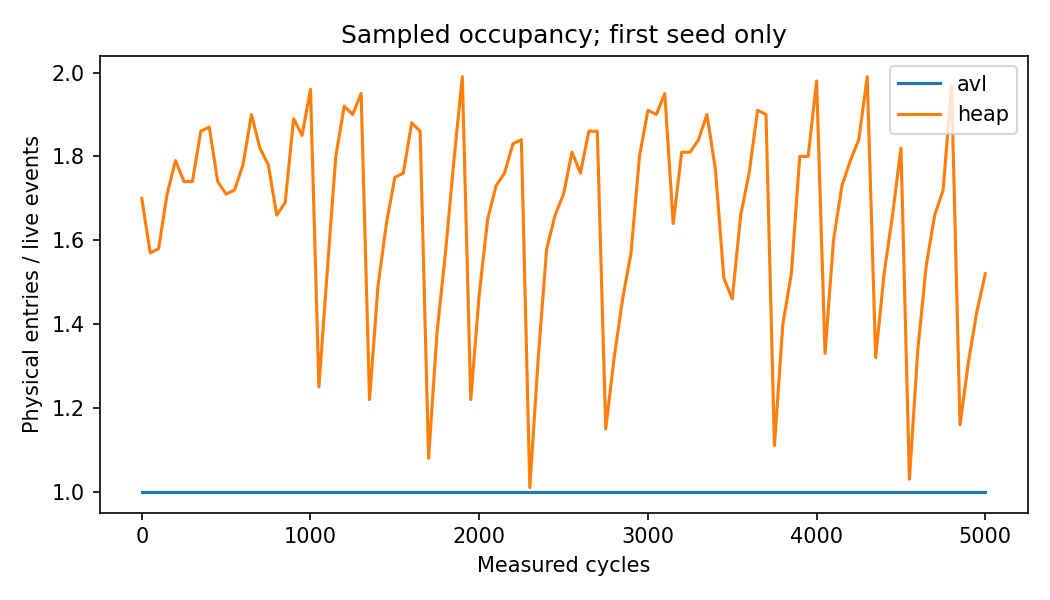 Sampled occupancy; first seed only
avl
heap
Physical entries / live events
2.0
1.8
1.6
1.4
1.2
1.0
0
1000
2000
3000
4000
5000
Measured cycles